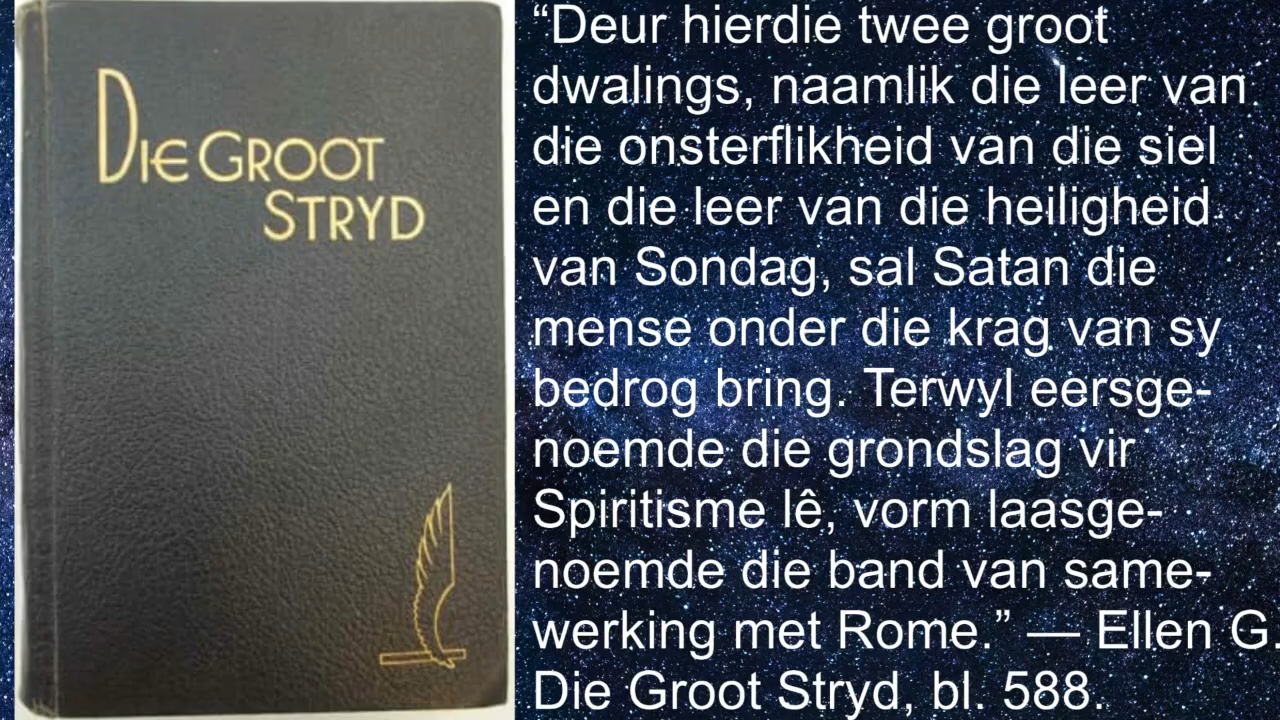 DIE GROOT
STRYD
“Deur hierdie twee groot
dwalings, naamlik die leer van
die onsterflikheid van die siel
en die leer van die heiligheid
van Sondag, sal Satan die
mense onder die krag van sy
bedrog bring. Terwyl eersge-
noemde die grondslag vir
Spiritisme lê, vorm laasge-
noemde die band van same-
werking met Rome.” — Ellen G.
Die Groot Stryd, bl. 588.